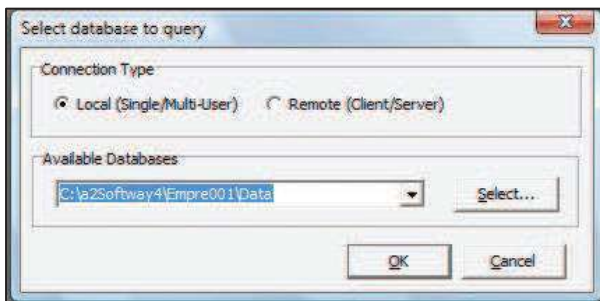 Select database to query
Connection Type
Local (Single/Multi-User) Remote (Client/Server)
Available Databases
C:\a2Softway4\Empre001\Data Select...
OK Cancel